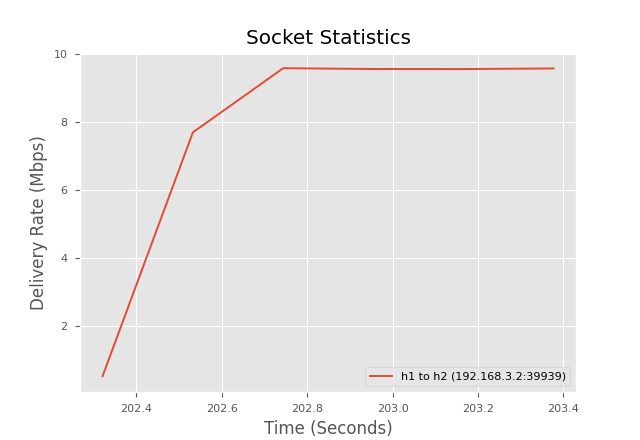 Socket Statistics
Delivery Rate (Mbps)
10
8
6
4
2
h1 to h2 (192.168.3.2:39939)
202.4 202.6 202.8 203.0 203.2 203.4
Time (Seconds)